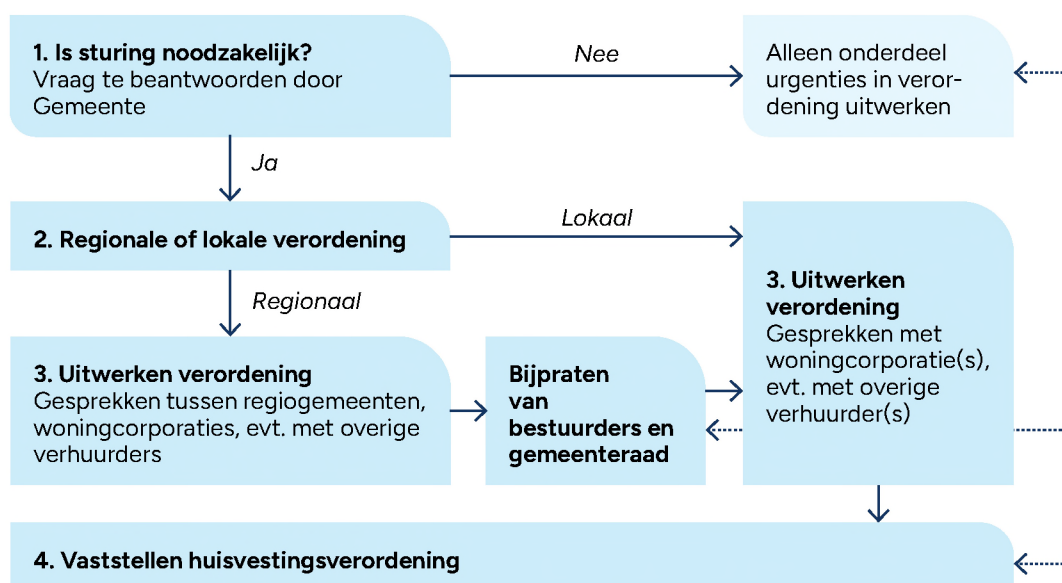 1. Is sturing noodzakelijk?
Vraag te beantwoorden door
Gemeente
Nee
Alleen onderdeel
urgenties in veror-
dening uitwerken
Ja
2. Regionale of lokale verordening
Lokaal
Regionaal
3. Uitwerken verordening
Gesprekken tussen regiogemeenten,
woningcorporaties, evt. met overige
verhuurders
Bijpraten
van
bestuurders en
gemeenteraad
3. Uitwerken
verordening
Gesprekken met
woningcorporatie(s),
evt. met overige
verhuurder(s)
4. Vaststellen huisvestingsverordening